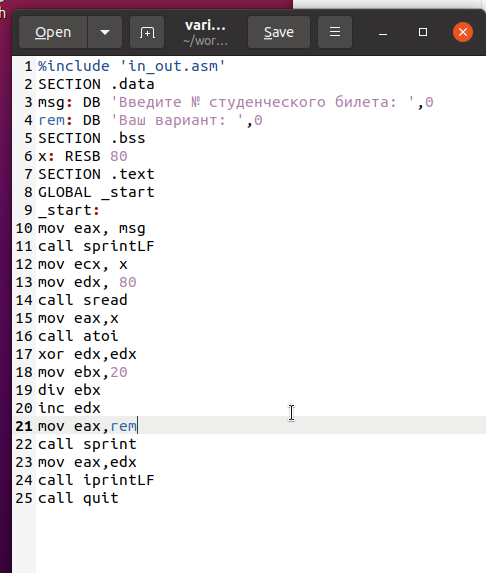 h
Open
vari...
~/wor...
Save
1 %include 'in_out.asm'
2 SECTION .data
3 msg: DB 'Введите № студенческого билета: ',0
4 rem: DB 'Ваш вариант: ',0
5 SECTION .bss
6 x: RESB 80
7 SECTION .text
8 GLOBAL _start
9 _start:
10 mov eax, msg
11 call sprintLF
12 mov ecx, x
13 mov edx, 80
14 call sread
15 mov eax,x
16 call atoi
17 xor edx,edx
18 mov ebx,20
19 div ebx
20 inc edx
21 mov eax,rem
22 call sprint
23 mov eax,edx
24 call iprintLF
25 call quit